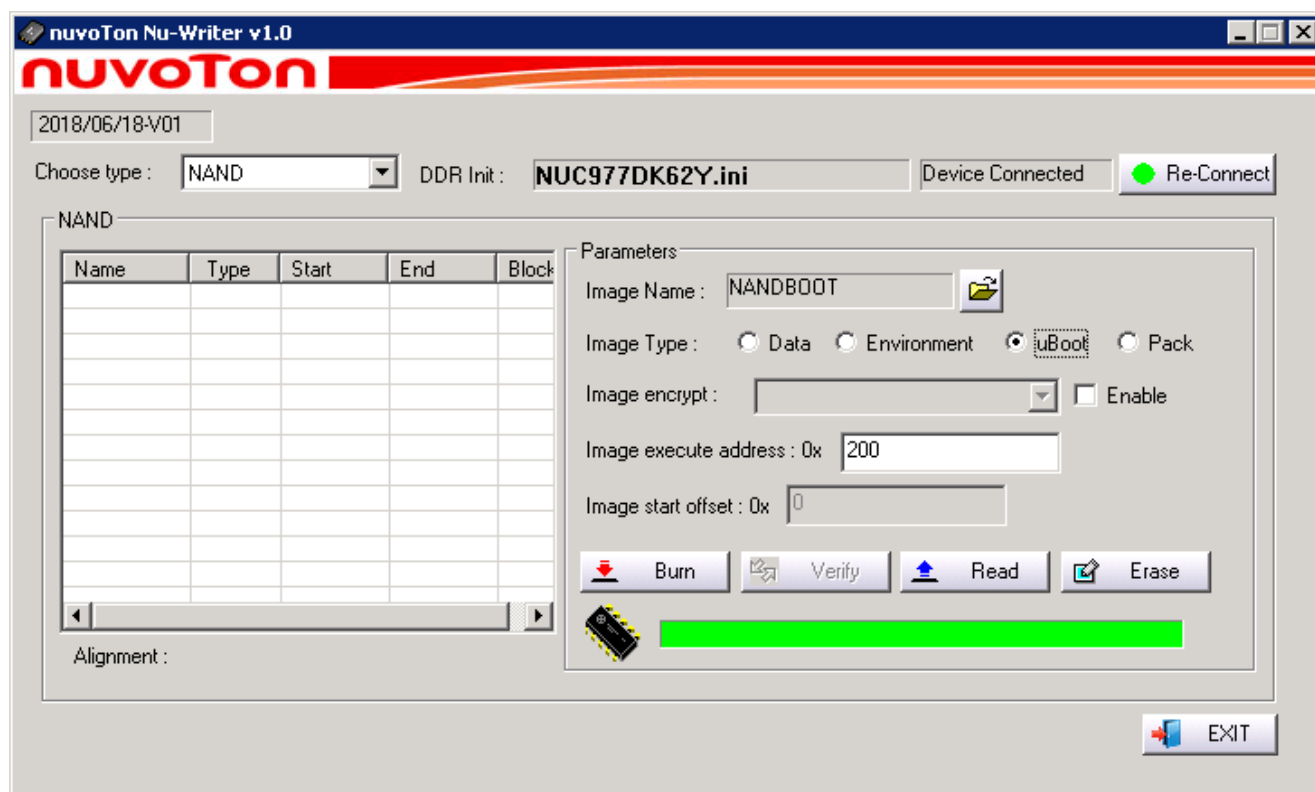 nuvoTon Nu-Writer v1.0
nuvoTon
2018/06/18-V01
Choose type : NAND DDR Init : NUC977DK62Y.ini Device Connected Re-Connect
NAND
Name Type Start End Block
Alignment :
Parameters
Image Name : NANDBOOT
Image Type : Data Environment uBoot Pack
Image encrypt : Enable
Image execute address : 0x 200
Image start offset : 0x 0
Burn Verify Read Erase
EXIT